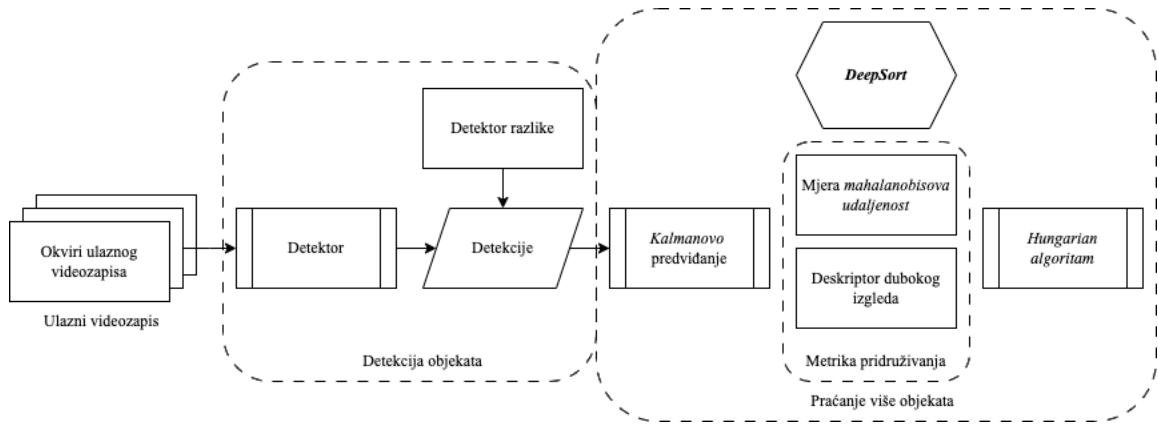 DeepSort
Detektor razlike
Mjera mahalanobisova
udaljenost
Okviri ulaznog
videozapisa
Detektor
Detekcije
Kalmanovo
predviđanje
Hungarian
algoritam
Deskriptor dubokog
izgleda
Ulazni videozapis
Detekcija objekata
Metrika pridruživanja
Praćanje više objekata